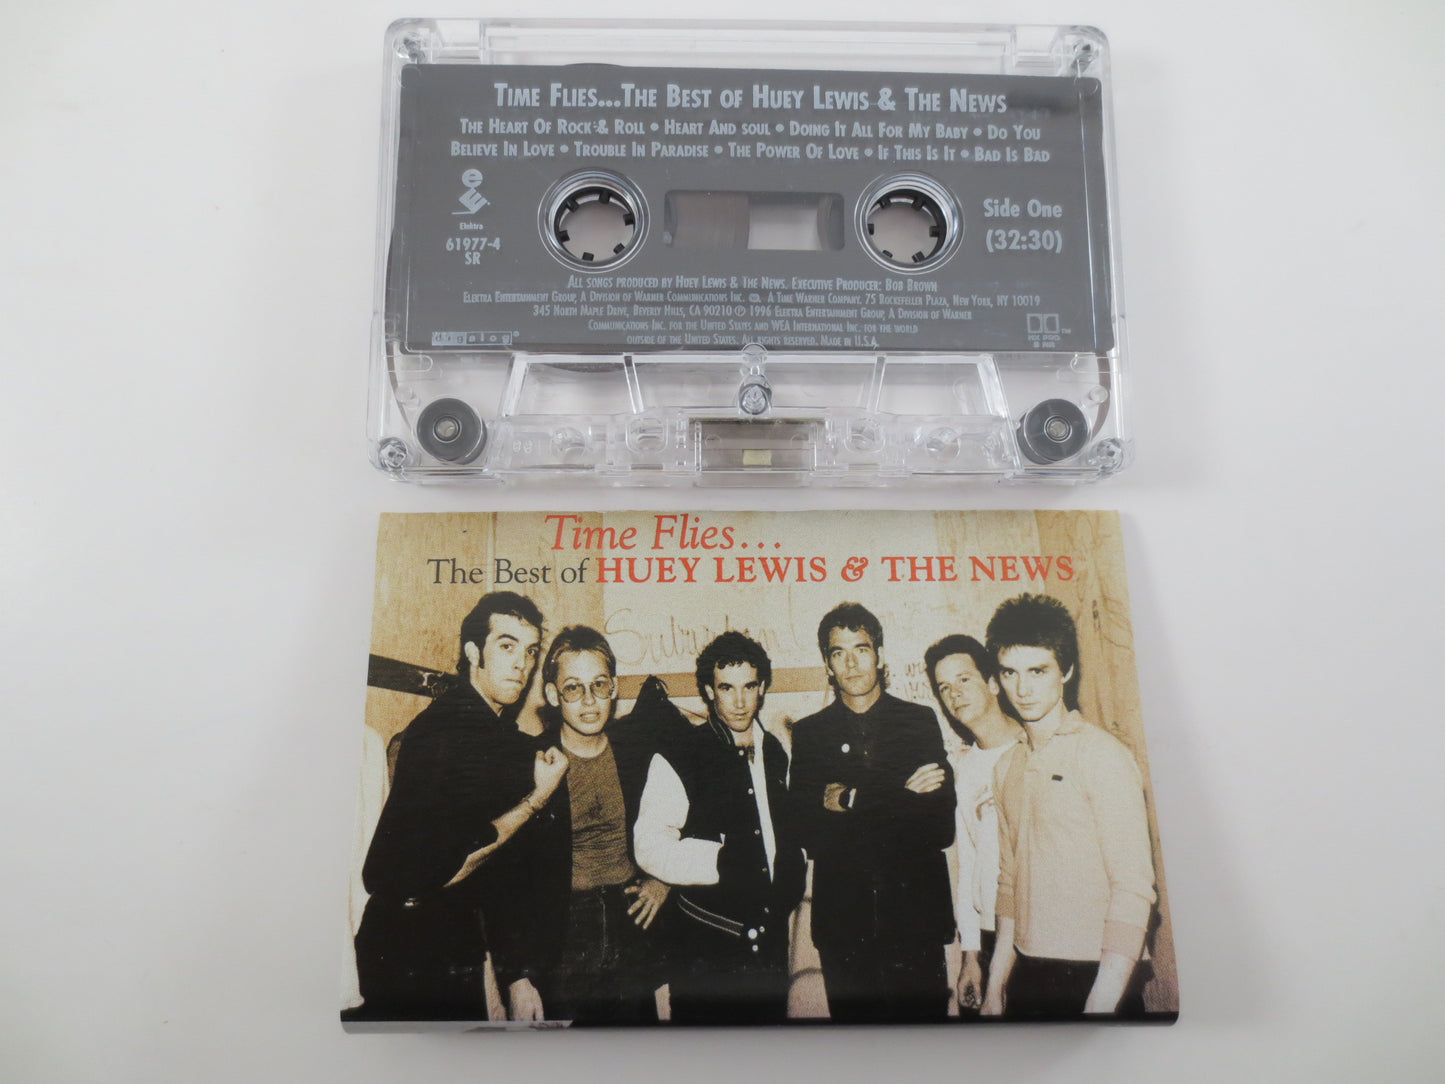 TIME FLIES...THE BEST OF HUEY LEWIS & THE NEWS
THE HEART OF ROCK & ROLL • HEART AND SOUL • DOING IT ALL FOR MY BABY • DO YOU
BELIEVE IN LOVE • TROUBLE IN PARADISE • THE POWER OF LOVE • IF THIS IS IT • BAD IS BAD
Elektra
61977-4
SR
Side One
(32:30)
ALL SONGS PRODUCED BY HUEY LEWIS & THE NEWS. EXECUTIVE PRODUCER: BOB BROWN
ELEKTRA ENTERTAINMENT GROUP, A DIVISION OF WARNER COMMUNICATIONS INC. A TIME WARNER COMPANY. 75 ROCKEFELLER PLAZA, NEW YORK, NY 10019
345 NORTH MAPLE DRIVE, BEVERLY HILLS, CA 90210 ℗ 1996 ELEKTRA ENTERTAINMENT GROUP, A DIVISION OF WARNER
COMMUNICATIONS INC. FOR THE UNITED STATES AND WEA INTERNATIONAL INC. FOR THE WORLD
OUTSIDE OF THE UNITED STATES. ALL RIGHTS RESERVED. MADE IN U.S.A.
digalog®
HX PRO
B NR
TM
Time Flies...
The Best of HUEY LEWIS & THE NEWS